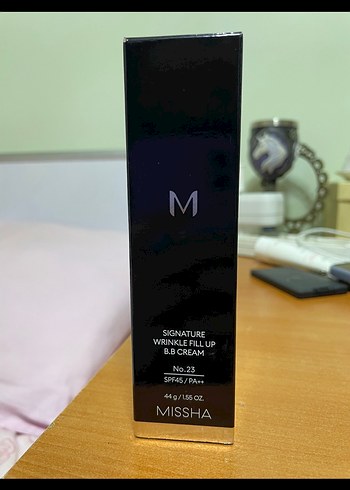 M
SIGNATURE
WRINKLE FILL UP
B.B CREAM
No.23
SPF45 / PA++
44 g / 1.55 OZ.
MISSHA